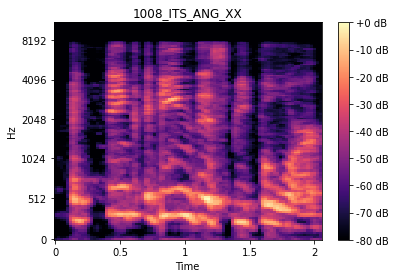 1008_ITS_ANG_XX
+0 dB
8192
-10 dB
4096
-20 dB
-30 dB
2048
Hz
-40 dB
1024
-50 dB
512
-60 dB
-70 dB
0
-80 dB
0
0.5
1
1.5
2
Time